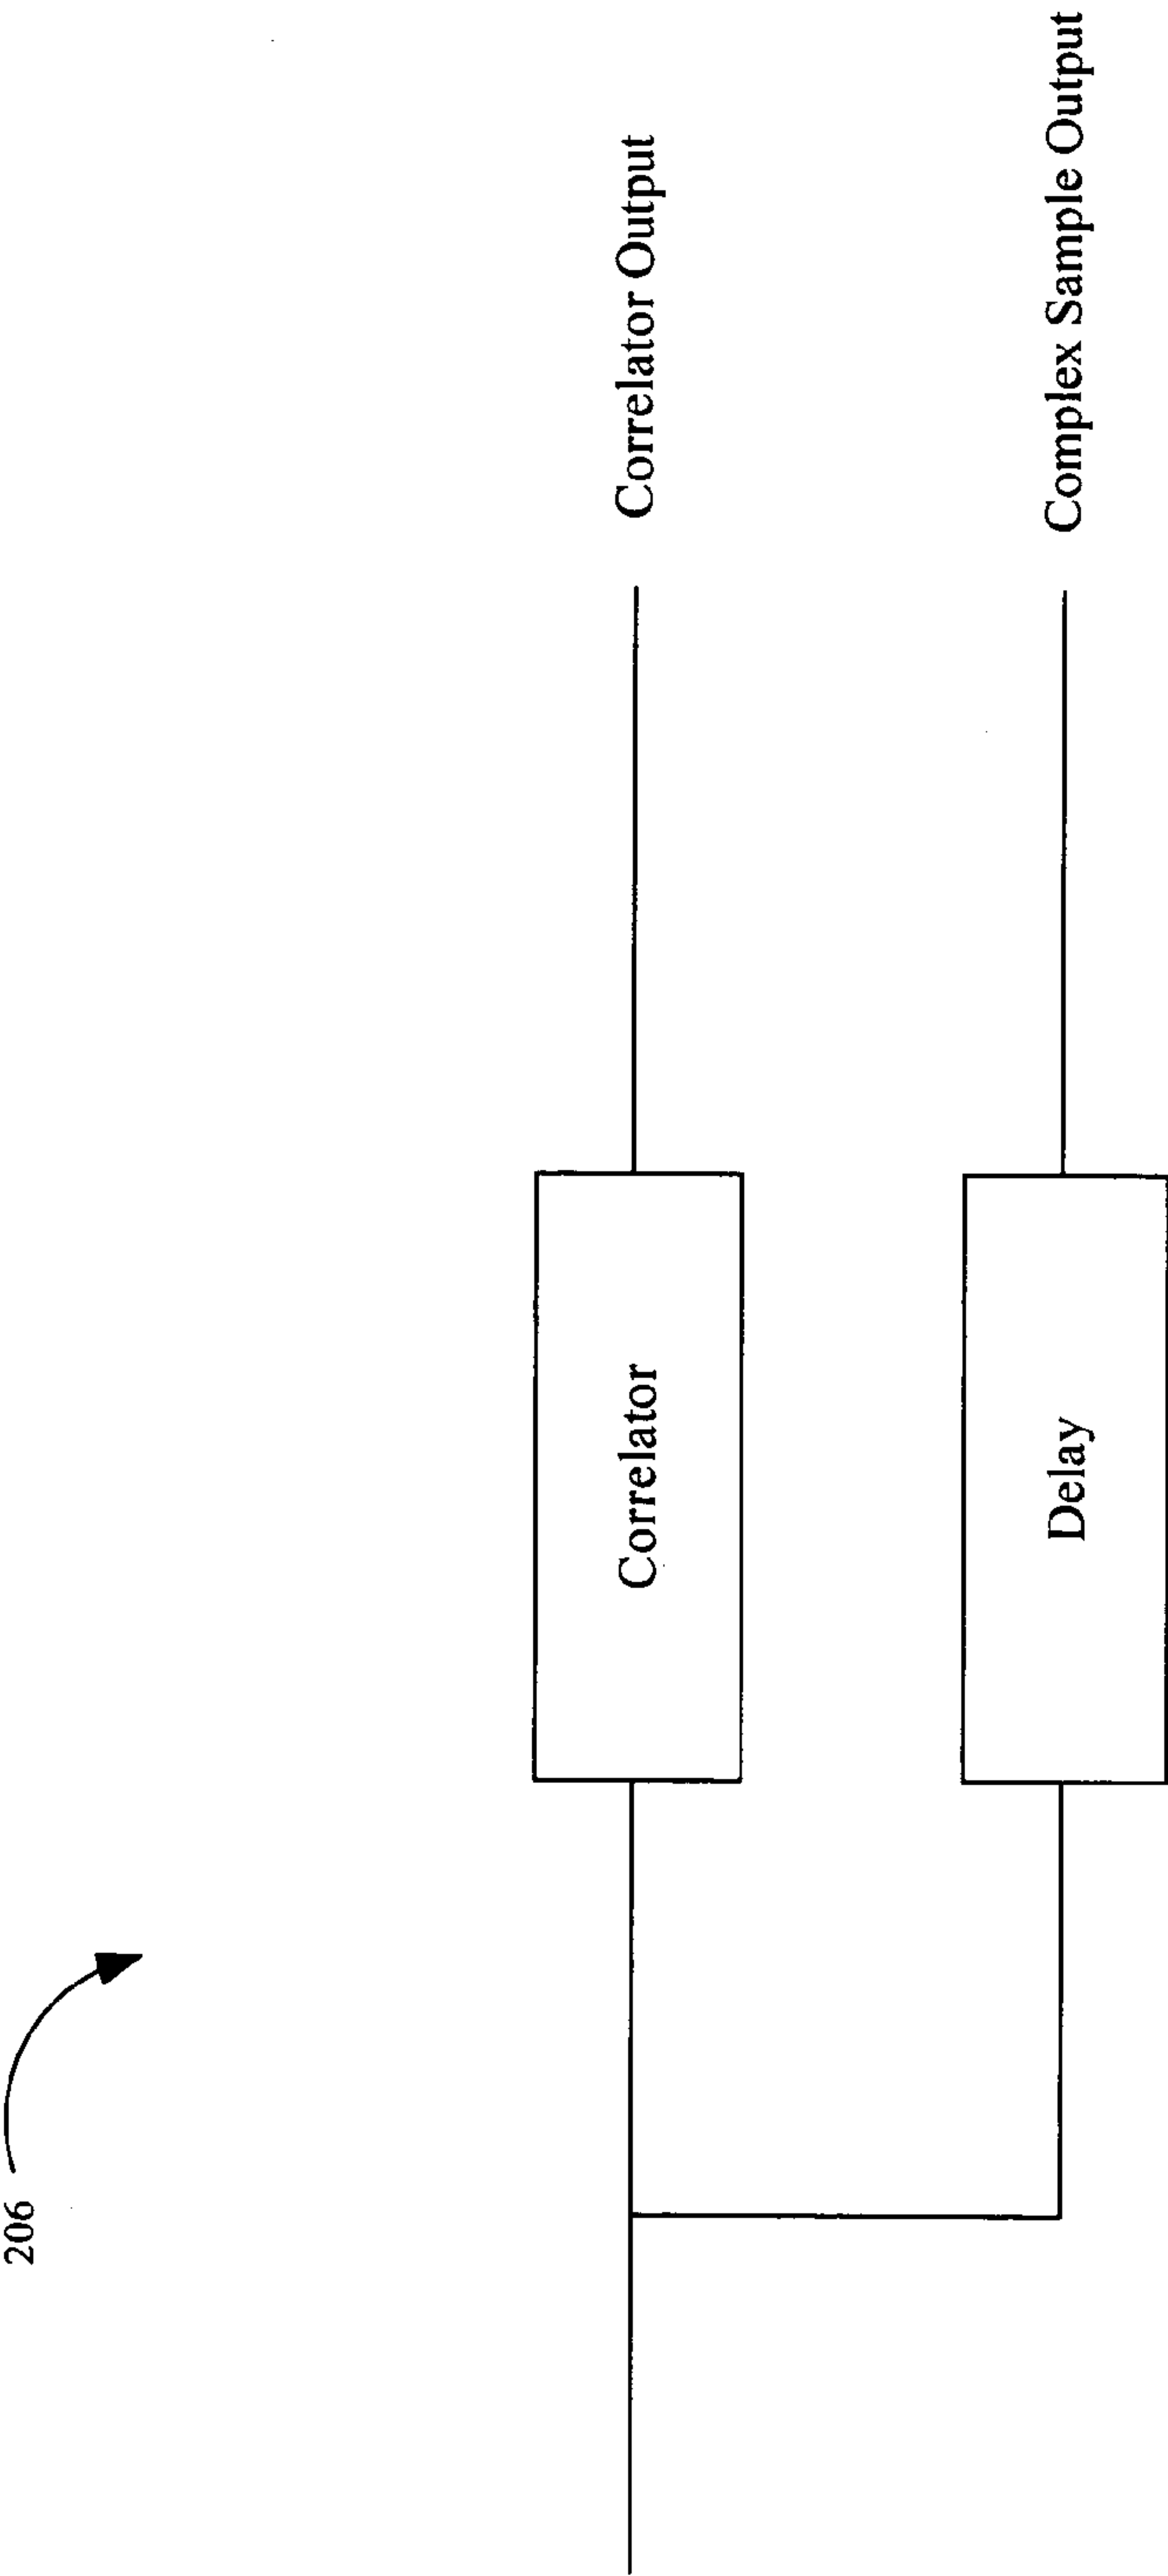 206
Correlator
Correlator Output
Delay
Complex Sample Output